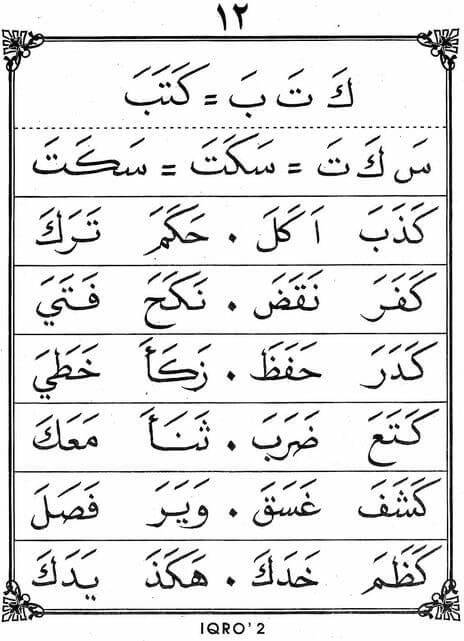 ١٢
كَ تَ بَ = كَتَبَ
سَ كَ تَ = سَكَتَ = سَكَتَ
كَذَبَ اَكَلَ . حَكَمَ تَرَكَ
كَفَرَ نَقَضَ . نَكَحَ فَتَيَ
كَدَرَ حَفَظَ . زَكَأَ خَطَيَ
كَتَعَ ضَرَبَ . ثَنَأَ مَعَكَ
كَشَفَ غَسَقَ . وَيَرَ فَصَلَ
كَظَمَ خَدَكَ . هَكَذَ يَدَكَ
IQRO' 2